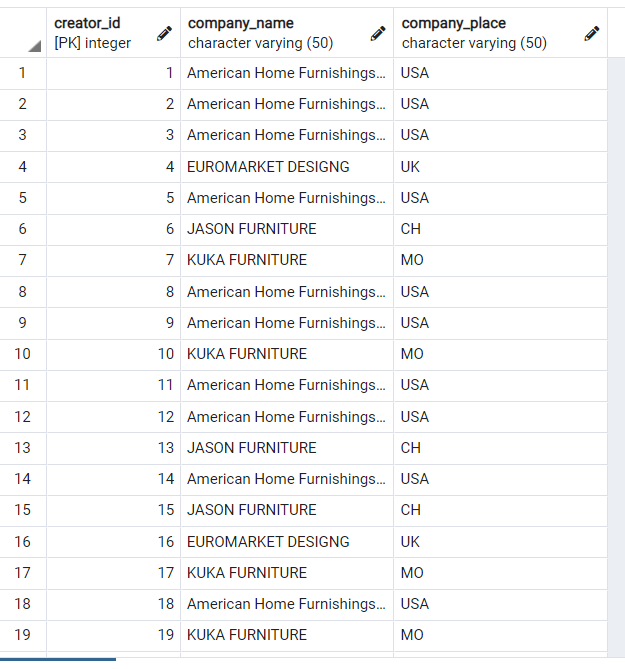 creator_id company_name company_place
[PK] integer character varying (50) character varying (50)
1 1 American Home Furnishings... USA
2 2 American Home Furnishings... USA
3 3 American Home Furnishings... USA
4 4 EUROMARKET DESIGNG UK
5 5 American Home Furnishings... USA
6 6 JASON FURNITURE CH
7 7 KUKA FURNITURE MO
8 8 American Home Furnishings... USA
9 9 American Home Furnishings... USA
10 10 KUKA FURNITURE MO
11 11 American Home Furnishings... USA
12 12 American Home Furnishings... USA
13 13 JASON FURNITURE CH
14 14 American Home Furnishings... USA
15 15 JASON FURNITURE CH
16 16 EUROMARKET DESIGNG UK
17 17 KUKA FURNITURE MO
18 18 American Home Furnishings... USA
19 19 KUKA FURNITURE MO